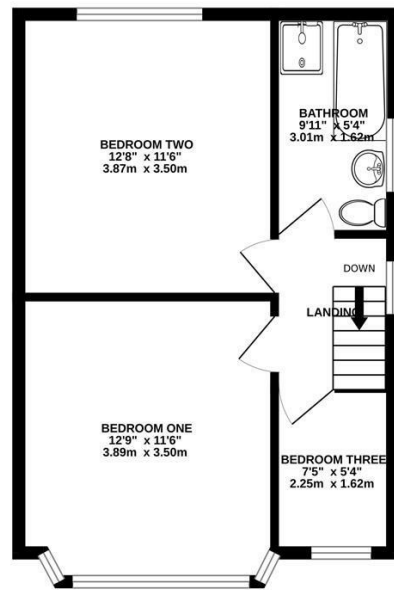 BEDROOM TWO
12'8" x 11'6"
3.87m x 3.50m
BATHROOM
9'11" x 5'4"
3.01m x 1.62m
DOWN
LANDING
BEDROOM ONE
12'9" x 11'6"
3.89m x 3.50m
BEDROOM THREE
7'5" x 5'4"
2.25m x 1.62m